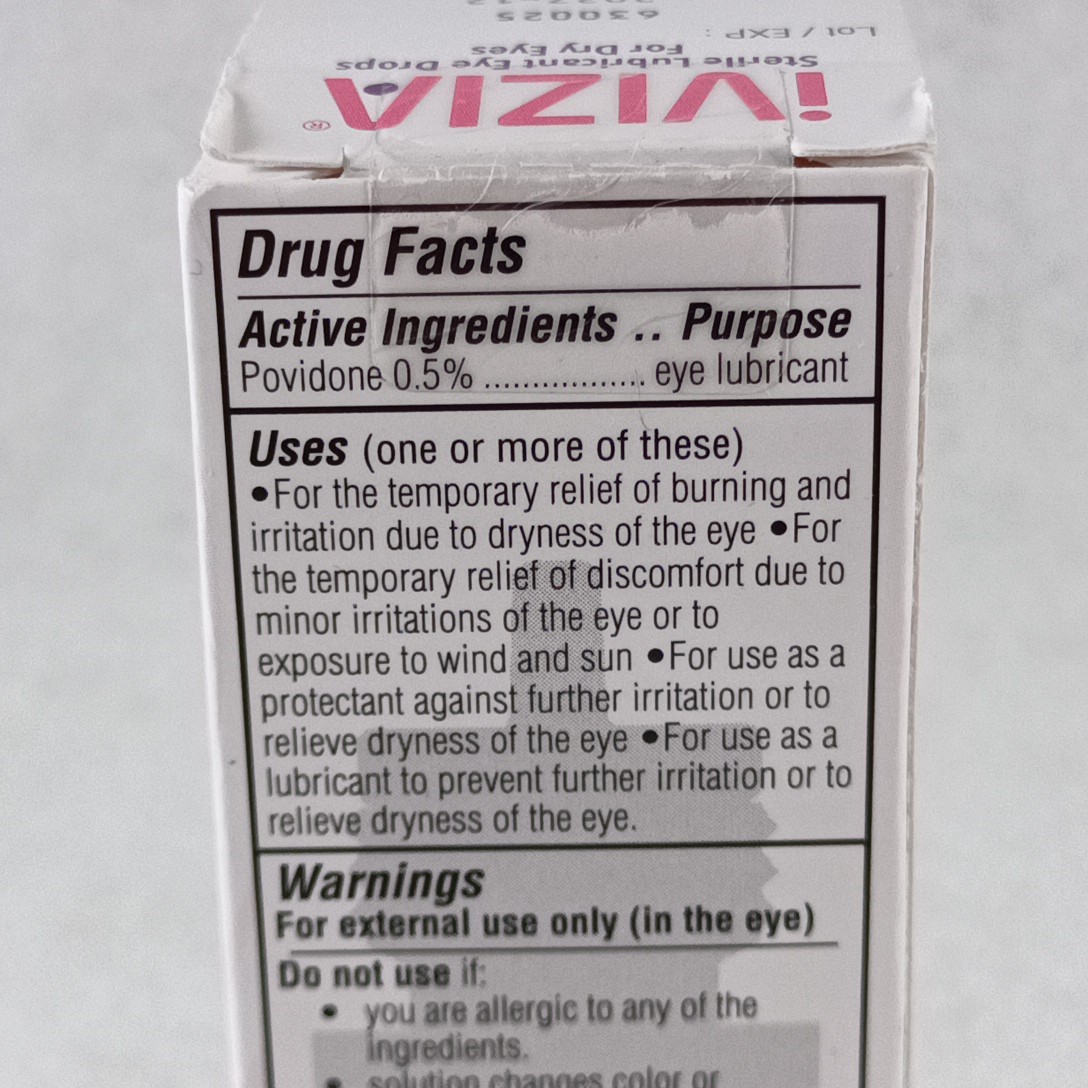 Lot / EXP :
630025
Sterile Lubricant Eye Drops
For Dry Eyes
iVIZIA®
Drug Facts
Active Ingredients .. Purpose
Povidone 0.5% ................. eye lubricant
Uses (one or more of these)
•For the temporary relief of burning and
irritation due to dryness of the eye •For
the temporary relief of discomfort due to
minor irritations of the eye or to
exposure to wind and sun •For use as a
protectant against further irritation or to
relieve dryness of the eye •For use as a
lubricant to prevent further irritation or to
relieve dryness of the eye.
Warnings
For external use only (in the eye)
Do not use if:
• you are allergic to any of the
ingredients.
• solution changes color or